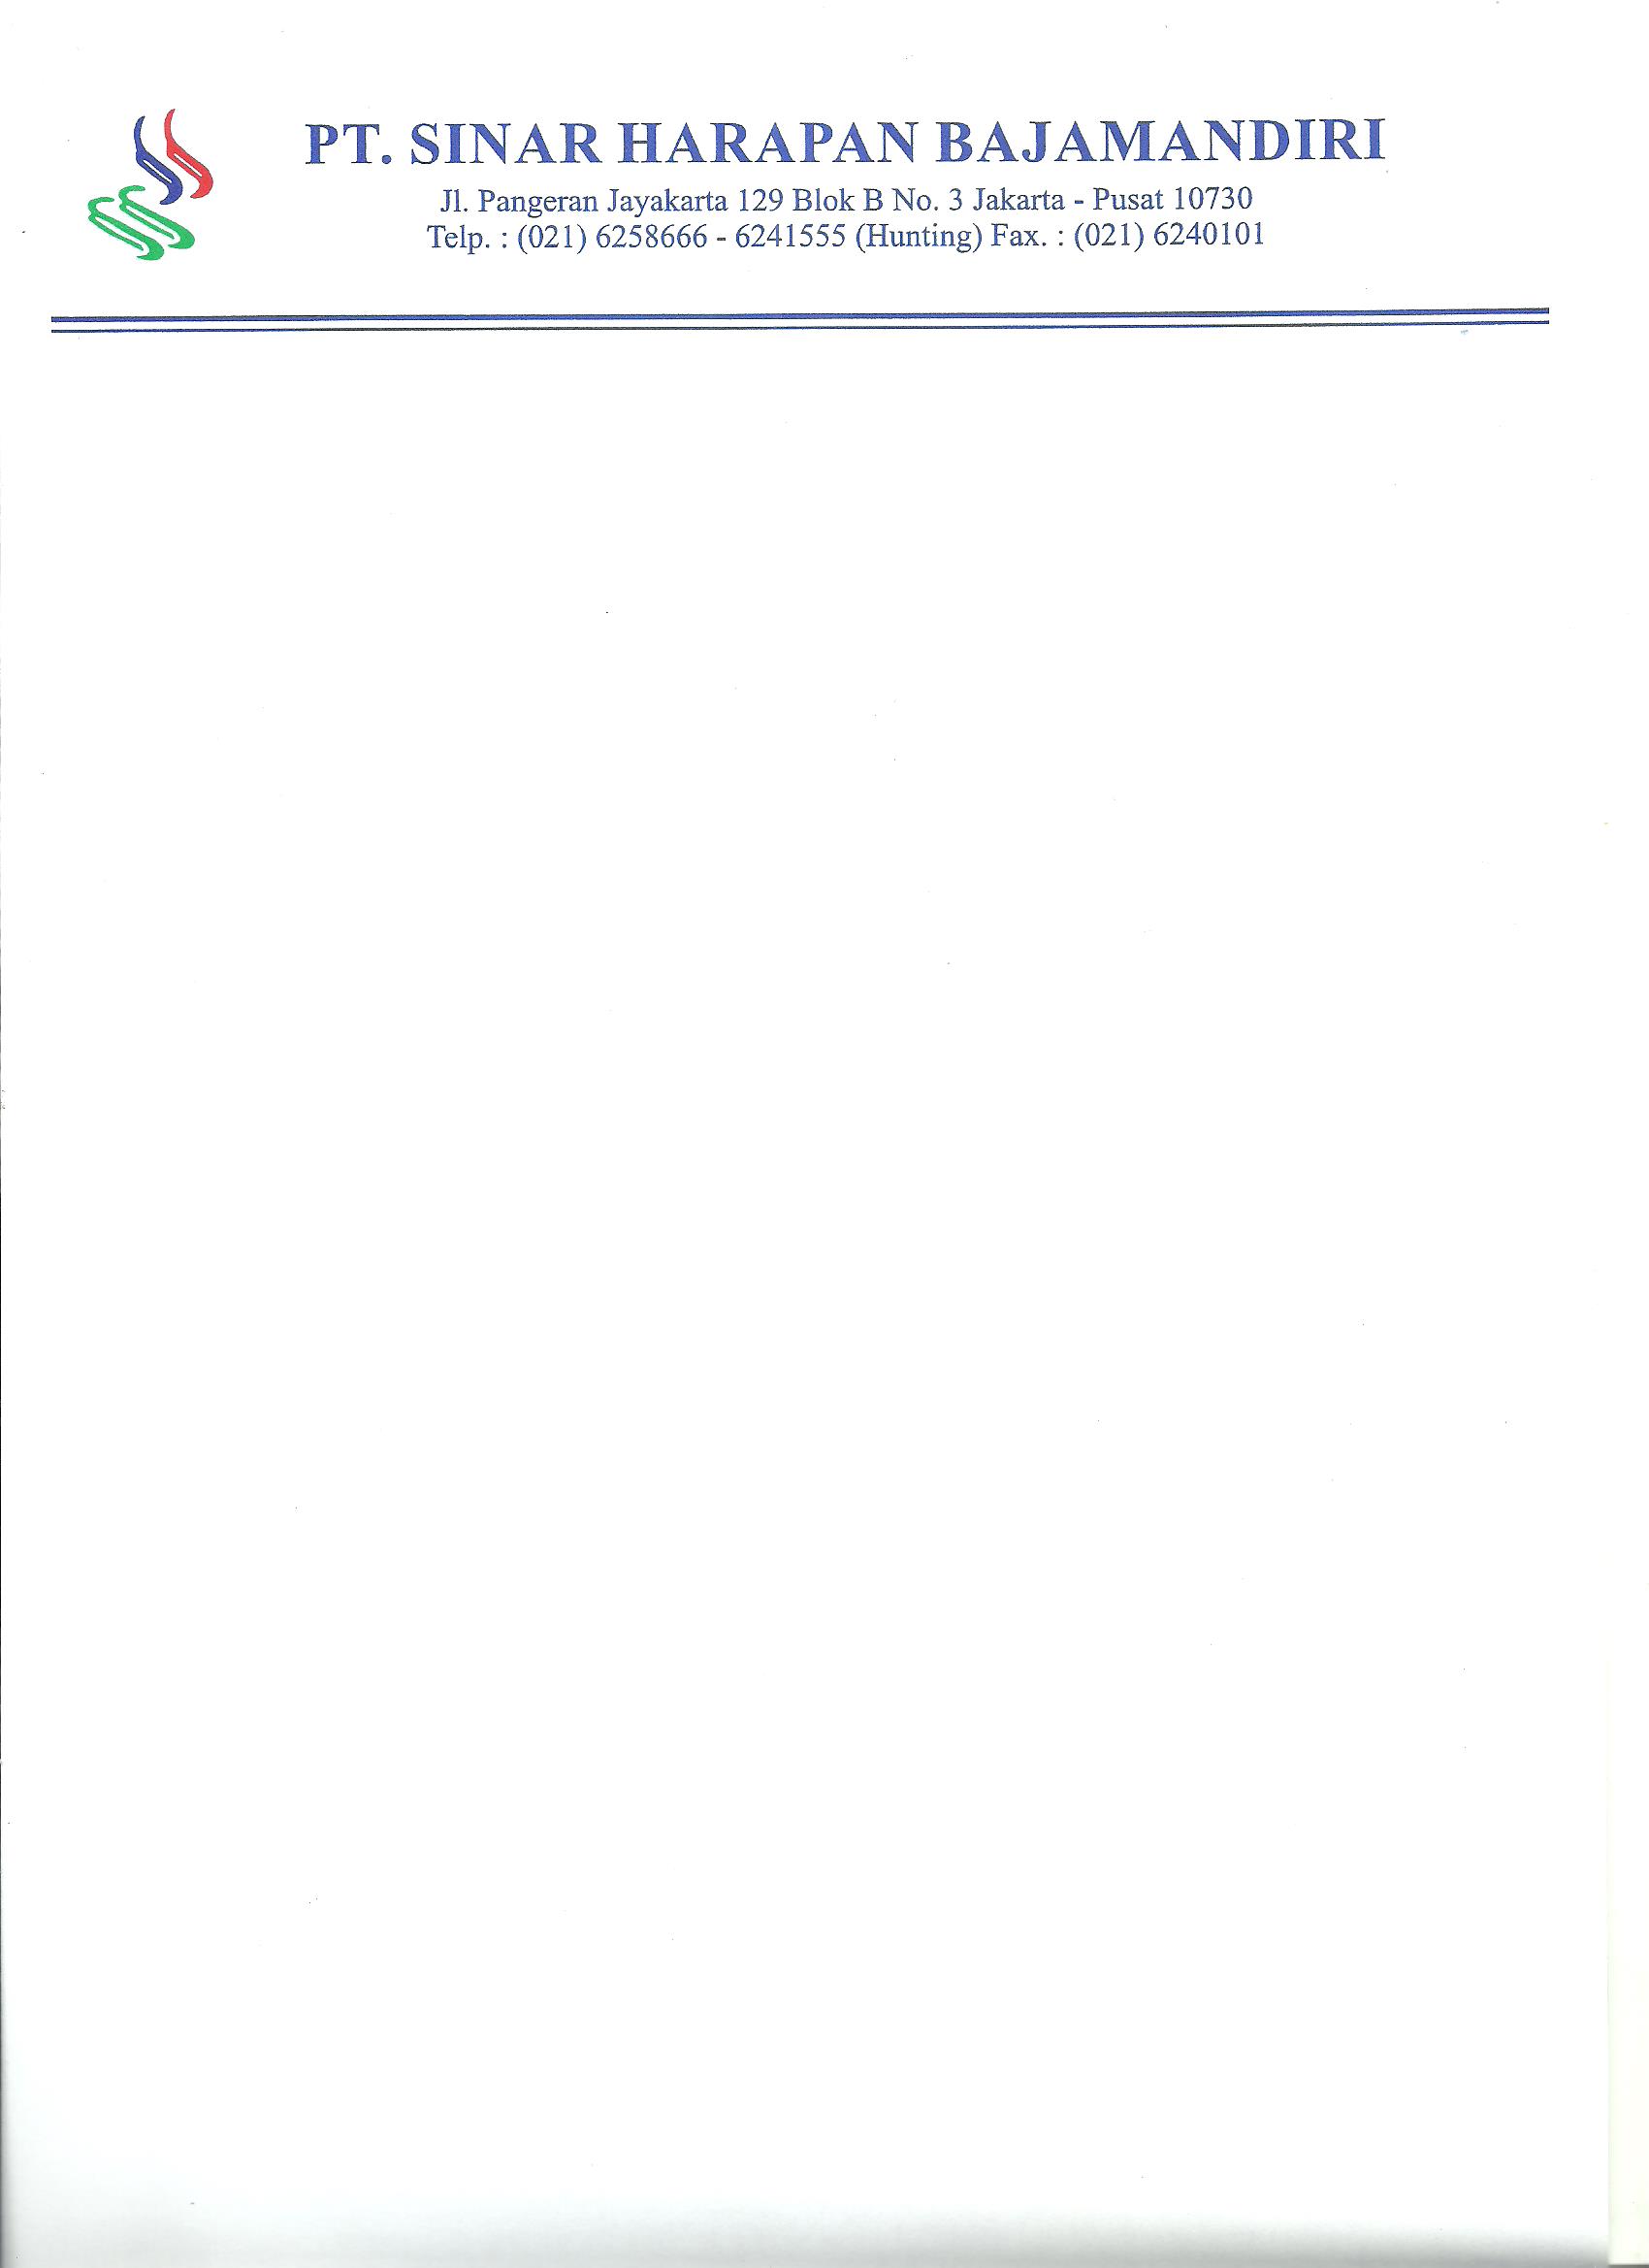 PT. SINAR HARAPAN BAJAMANDIRI
Jl. Pangeran Jayakarta 129 Blok B No. 3 Jakarta - Pusat 10730
Telp. : (021) 6258666 - 6241555 (Hunting) Fax. : (021) 6240101